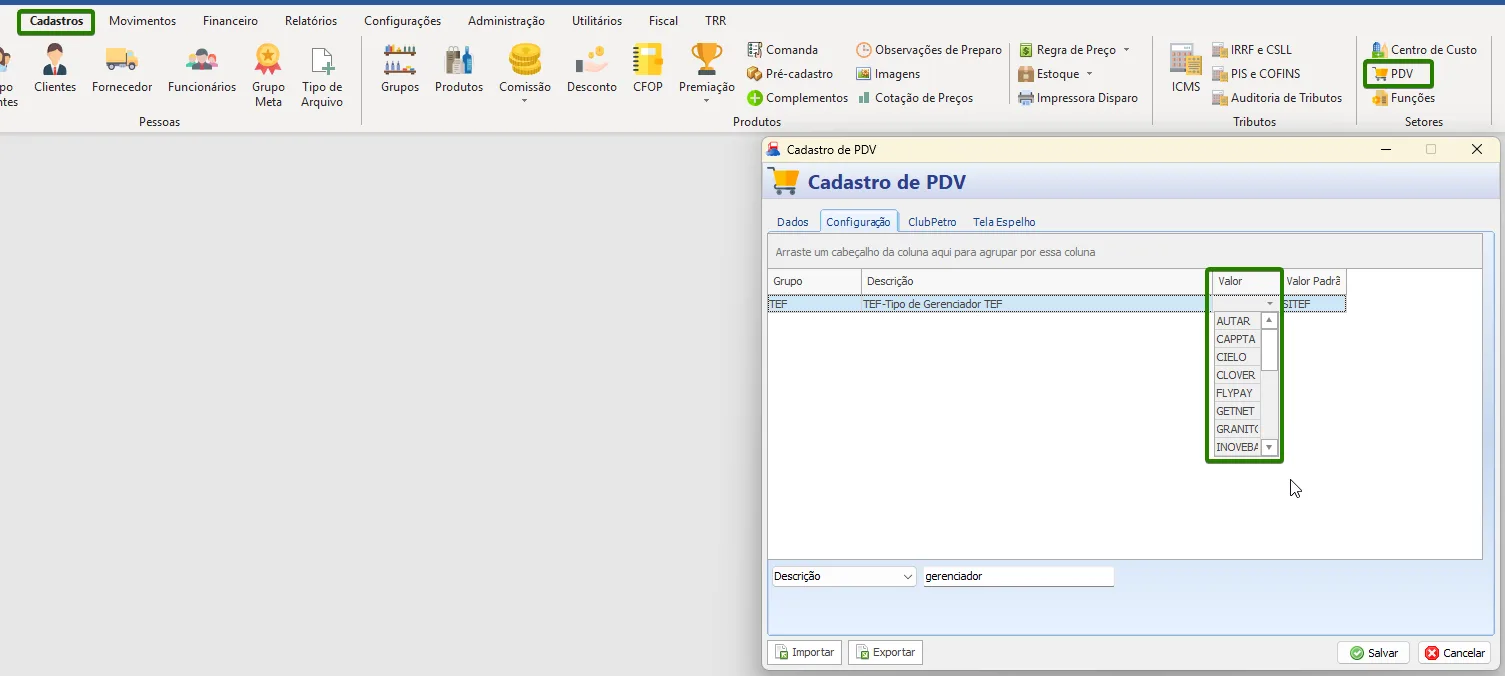 Cadastros Movimentos Financeiro Relatórios Configurações Administração Utilitários Fiscal TRR
Clientes Fornecedor Funcionários Grupo Meta Tipo de Arquivo
Pessoas
Grupos Produtos Comissão Desconto CFOP Premiação
Comanda Observações de Preparo Regra de Preço
Pré-cadastro Imagens Estoque
Complementos Cotação de Preços Impressora Disparo
Produtos
ICMS
IRRF e CSLL
PIS e COFINS
Auditoria de Tributos
Tributos
Centro de Custo
PDV
Funções
Setores
Cadastro de PDV
Cadastro de PDV
Dados Configuração ClubPetro Tela Espelho
Arraste um cabeçalho da coluna aqui para agrupar por essa coluna
Grupo Descrição Valor Valor Padrã
TEF TEF-Tipo de Gerenciador TEF SITEF
AUTAR
CAPPTA
CIELO
CLOVER
FLYPAY
GETNET
GRANITO
INOVEBA
Descrição gerenciador
Importar Exportar Salvar Cancelar